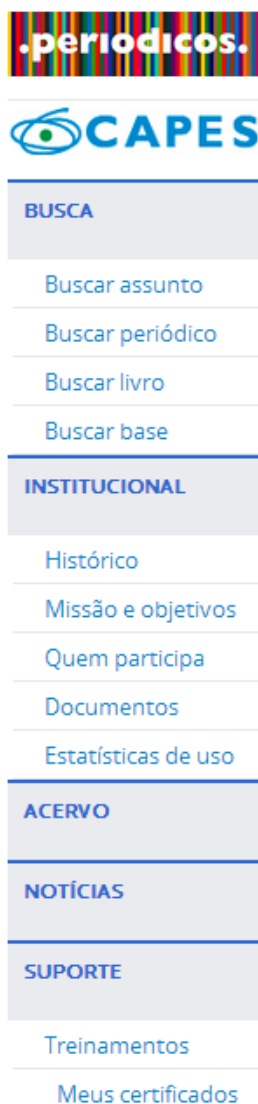 .periodicos.
CAPES
BUSCA
Buscar assunto
Buscar periódico
Buscar livro
Buscar base
INSTITUCIONAL
Histórico
Missão e objetivos
Quem participa
Documentos
Estatísticas de uso
ACERVO
NOTÍCIAS
SUPORTE
Treinamentos
Meus certificados